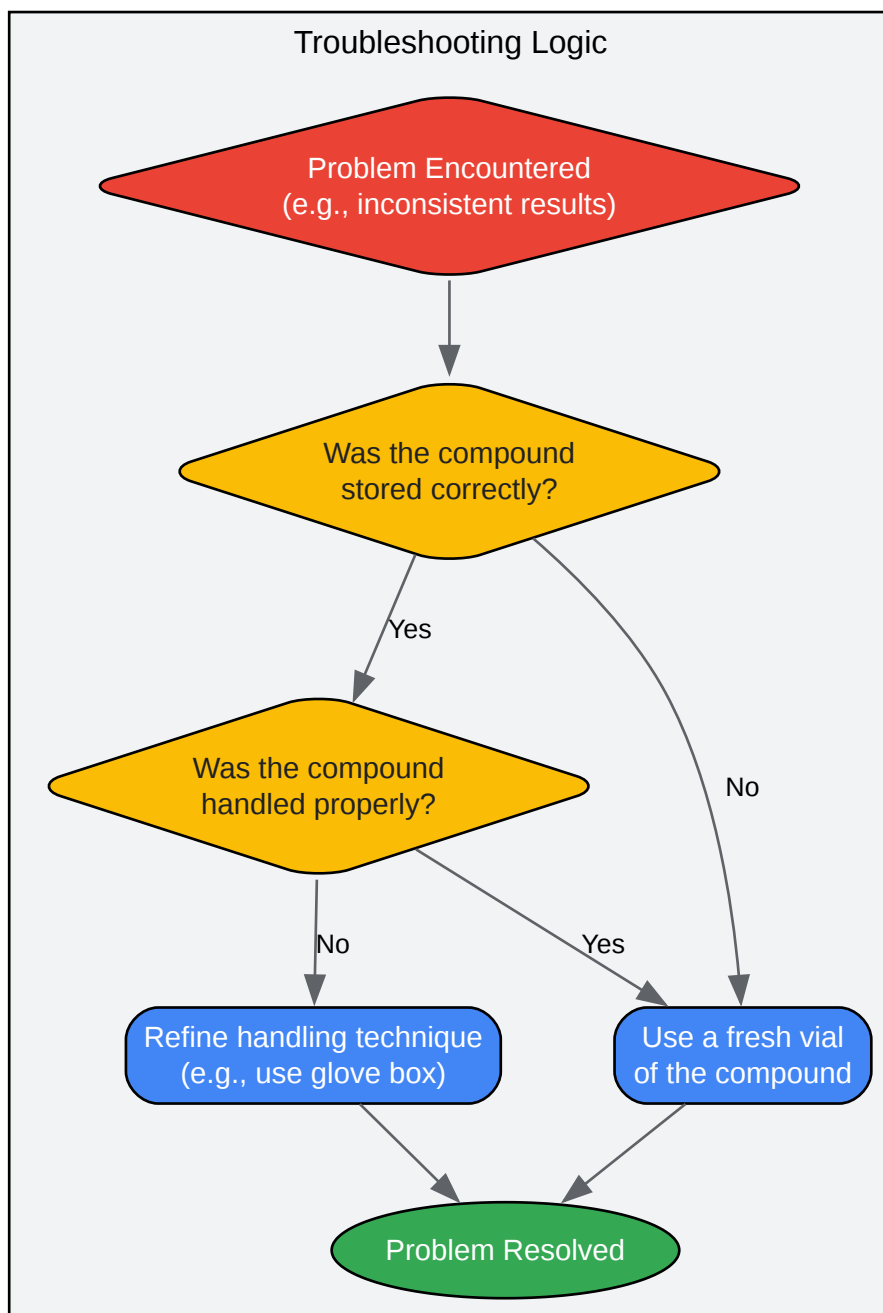 Troubleshooting Logic
Problem Encountered
(e.g., inconsistent results)
Was the compound
stored correctly?
Yes
Was the compound
handled properly?
No
No
Yes
Refine handling technique
(e.g., use glove box)
Use a fresh vial
of the compound
Problem Resolved